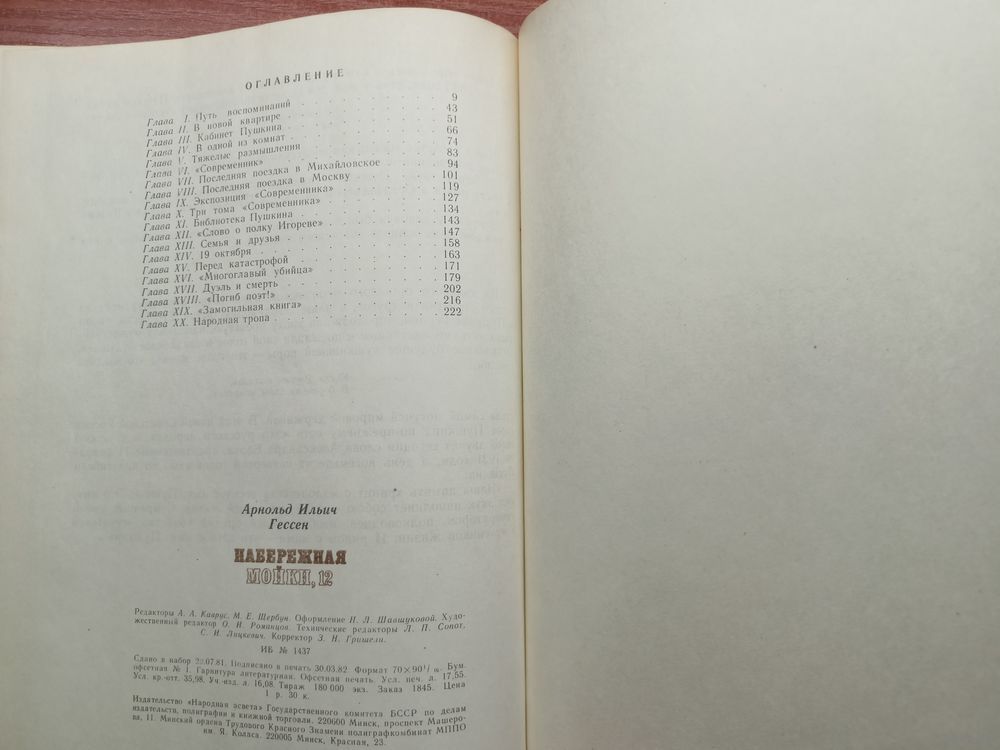 ОГЛАВЛЕНИЕ
Глава I. Путь воспоминаний 9
Глава II. В новой квартире 43
Глава III. Кабинет Пушкина 51
Глава IV. В одной из комнат 66
Глава V. Тяжелые размышления 74
Глава VI. «Современник» 83
Глава VII. Последняя поездка в Михайловское 94
Глава VIII. Последняя поездка в Москву 101
Глава IX. Экспозиция «Современника» 119
Глава X. Три тома «Современника» 127
Глава XI. Библиотека Пушкина 134
Глава XII. «Слово о полку Игореве» 143
Глава XIII. Семья и друзья 147
Глава XIV. 19 октября 158
Глава XV. Перед катастрофой 163
Глава XVI. «Многоглавый убийца» 171
Глава XVII. Дуэль и смерть 179
Глава XVIII. «Погиб поэт!» 202
Глава XIX. «Замогильная книга» 216
Глава XX. Народная тропа 222
Арнольд Ильич
Гессен
НАБЕРЕЖНАЯ
МОЙКИ, 12
Редакторы А. А. Каврус, М. Е. Щербун. Оформление Н. Л. Шавшуковой. Худо-
жественный редактор О. И. Романцов. Технические редакторы Л. П. Сопот,
С. И. Лицкевич. Корректор З. Н. Гришели.
ИБ № 1437
Сдано в набор 22.07.81. Подписано в печать 30.03.82. Формат 70×90 1/16. Бум.
офсетная № 1. Гарнитура литературная. Офсетная печать. Усл. печ. л. 17,55.
Усл. кр.-отт. 35,98. Уч.-изд. л. 16,08. Тираж 180 000 экз. Заказ 1845. Цена
1 р. 30 к.
Издательство «Народная асвета» Государственного комитета БССР по делам
издательств, полиграфии и книжной торговли. 220600 Минск, проспект Машеро-
ва, 11. Минский ордена Трудового Красного Знамени полиграфкомбинат МППО
им. Я. Коласа. 220005 Минск, Красная, 23.